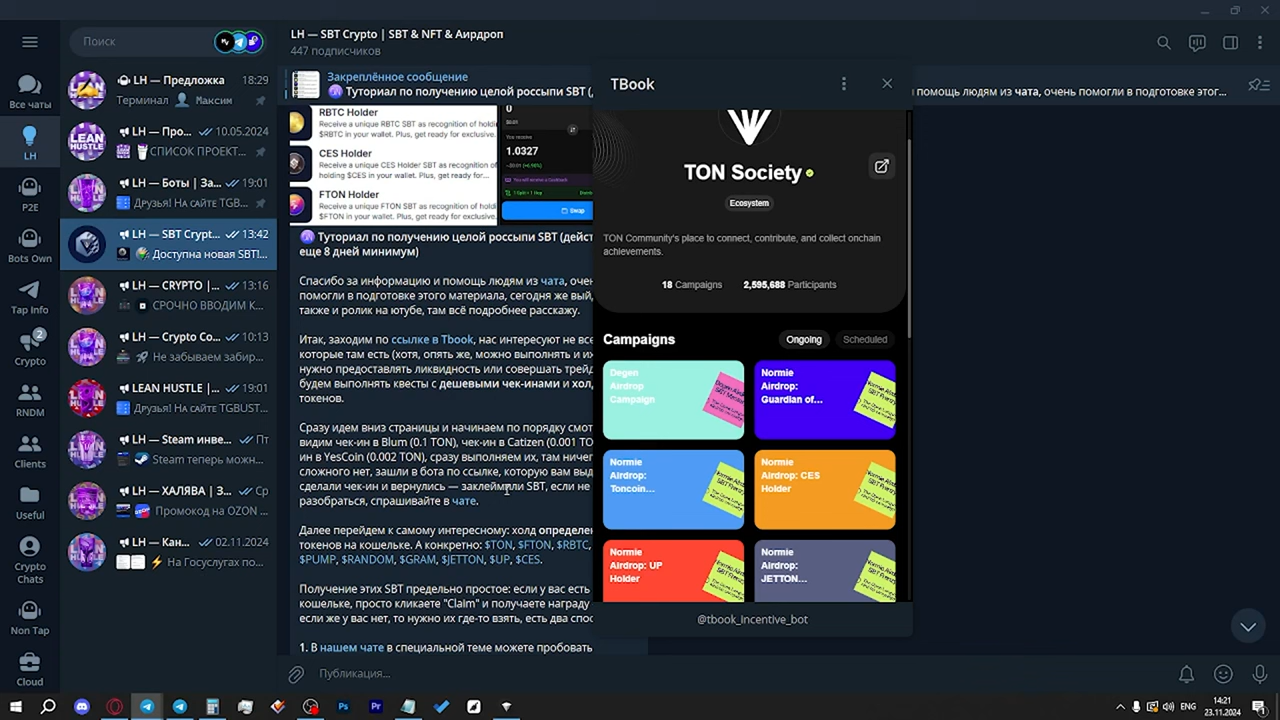 Поиск
Все чаты
LH
P2E
Bots Own
Tap Info
2
Crypto
RNDM
Clients
Useful
Crypto
Chats
Non Tap
Cloud
LH — Предложка
18:29
Терминал
Максим
LH — Про...
10.05.2024
СПИСОК ПРОЕКТ...
LH — Боты | За...
19:01
Друзья! На сайте TGB...
LH — SBT Crypt...
13:42
Доступна новая SBT!...
LH — CRYPTO |...
13:16
СРОЧНО ВВОДИМ К...
LH — Crypto Co...
10:13
Не забываем забир...
LEAN HUSTLE |...
19:01
Друзья! На сайте TGBUST...
LH — Steam инве...
Пт
Steam теперь можн...
LH — ХАЛЯВА | З...
Ср
Промокод на OZON ...
LH — Кан...
02.11.2024
На Госуслугах по...
LEAN
HUSTLE
LH — SBT Crypto | SBT & NFT & Аирдроп
447 подписчиков
Закреплённое сообщение
Туториал по получению целой россыпи SBT (
помощь людям из чата, очень помогли в подготовке этог...
RBTC Holder
Receive a unique RBTC SBT as recognition of hold
$RBTC in your wallet. Plus, get ready for exclusive.
CES Holder
Receive a unique CES Holder SBT as recognition of
holding $CES in your wallet. Plus, get ready for...
FTON Holder
Receive a unique FTON SBT as recognition of hold
$FTON in your wallet. Plus, get ready for exclusive.
0
You receive
1.0327
Swap
Туториал по получению целой россыпи SBT (дейст
еще 8 дней минимум)
Спасибо за информацию и помощь людям из чата, очен
помогли в подготовке этого материала, сегодня же вый
также и ролик на ютубе, там всё подробнее расскажу.
Итак, заходим по ссылке в Tbook, нас интересуют не все
которые там есть (хотя, опять же, можно выполнять и их
нужно предоставлять ликвидность или совершать трейд
будем выполнять квесты с дешевыми чек-инами и хол
токенов.
Сразу идем вниз страницы и начинаем по порядку смот
видим чек-ин в Blum (0.1 TON), чек-ин в Catizen (0.001 TO
ин в YesCoin (0.002 TON), сразу выполняем их, там ничег
сложного нет, зашли в бота по ссылке, которую вам выд
сделали чек-ин и вернулись — заклеймили SBT, если не
разобраться, спрашивайте в чате.
Далее перейдем к самому интересному: холд определен
токенов на кошельке. А конкретно: $TON, $FTON, $RBTC,
$PUMP, $RANDOM, $GRAM, $JETTON, $UP, $CES.
Получение этих SBT предельно простое: если у вас есть
кошельке, просто кликаете "Claim" и получаете награду
если же у вас нет, то нужно их где-то взять, есть два спос
1. В нашем чате в специальной теме можете пробовать
Публикация...
TBook
TON Society
Ecosystem
TON Community's place to connect, contribute, and collect onchain
achievements.
18 Campaigns
2,595,688 Participants
Campaigns
Ongoing
Scheduled
Degen
Airdrop
Campaign
Normie
Airdrop:
Guardian of...
Normie
Airdrop:
Toncoin...
Normie
Airdrop: CES
Holder
Normie
Airdrop: UP
Holder
Normie
Airdrop:
JETTON...
@tbook_incentive_bot
Ps
Pr
ENG
14:21
23.11.2024